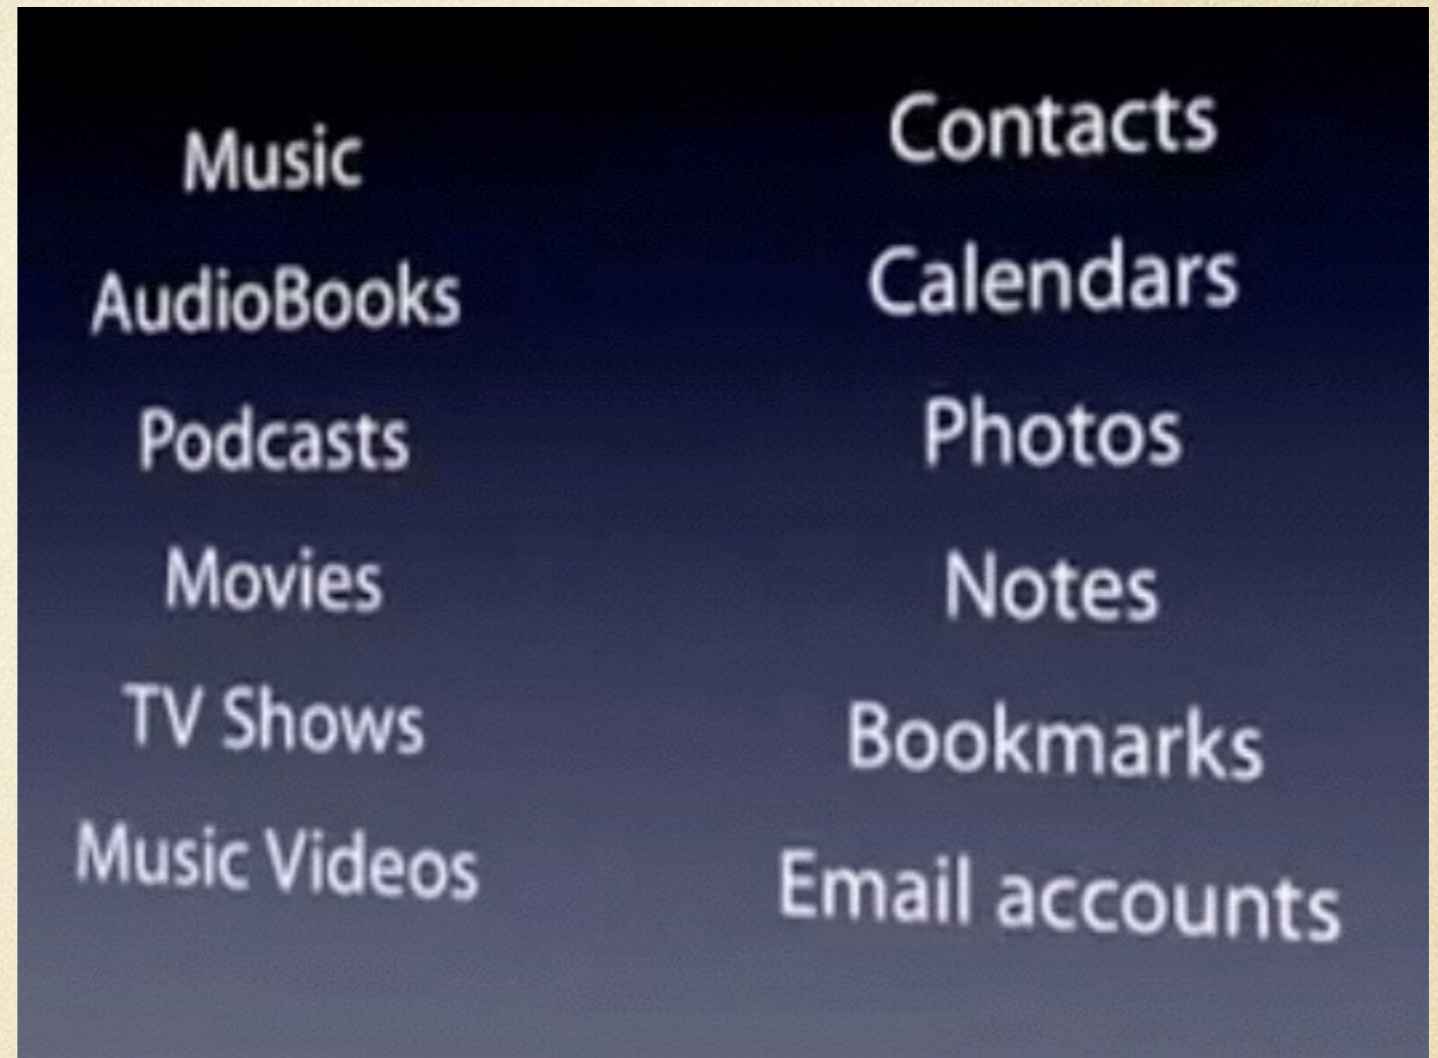 Music
AudioBooks
Podcasts
Movies
TV Shows
Music Videos
Contacts
Calendars
Photos
Notes
Bookmarks
Email accounts